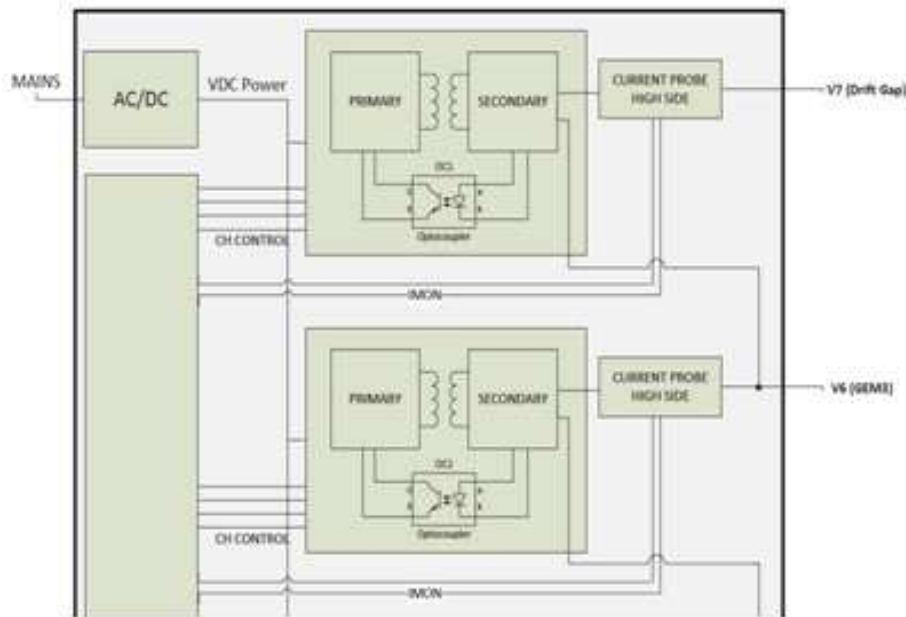 MAINS
AC/DC
VDC Power
PRIMARY
SECONDARY
CURRENT PROBE
HIGH SIDE
V7 (Drift Gap)
OC1
Optocoupler
CH CONTROL
IMON
PRIMARY
SECONDARY
CURRENT PROBE
HIGH SIDE
V6 (GEM3)
Optocoupler
CH CONTROL
IMON